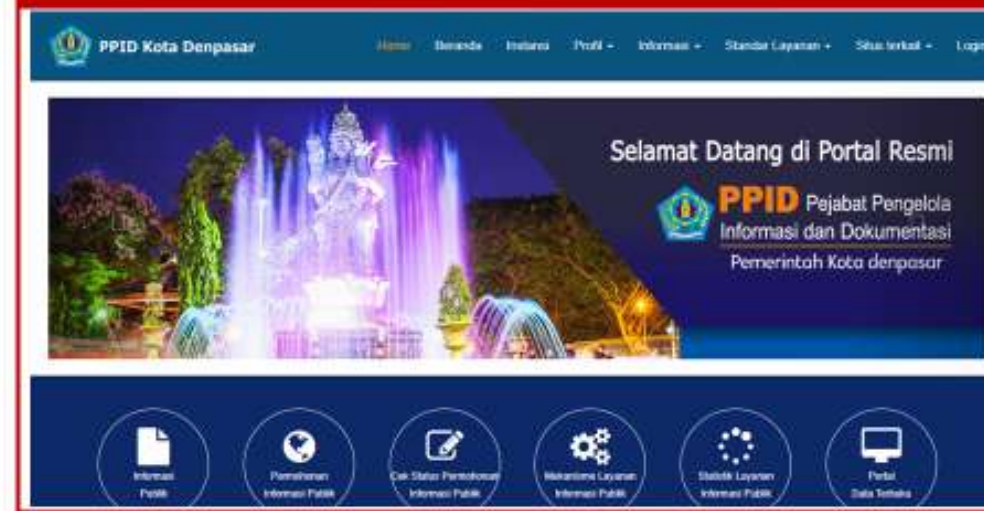 PPID Kota Denpasar
Home Beranda Instansi Profil Informasi Standar Layanan Situs terkait Login
Selamat Datang di Portal Resmi
PPID Pejabat Pengelola
Informasi dan Dokumentasi
Pemerintah Kota denpasar
Informasi
Publik
Permohonan
Informasi Publik
Cek Status Permohonan
Informasi Publik
Mekanisme Layanan
Informasi Publik
Statistik Layanan
Informasi Publik
Portal
Data Terbuka